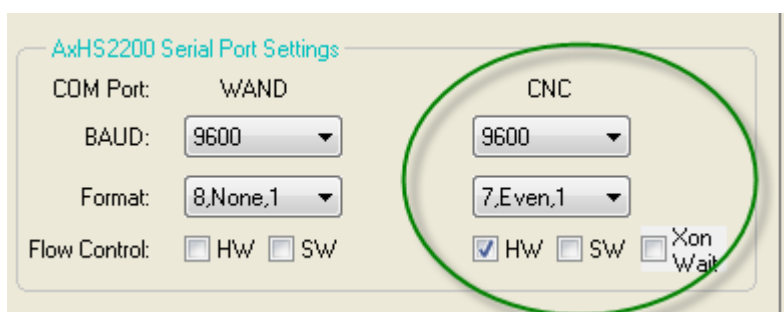 AxHS2200 Serial Port Settings
COM Port: WAND CNC
BAUD: 9600 9600
Format: 8,None,1 7,Even,1
Flow Control: HW SW HW SW Xon
Wait